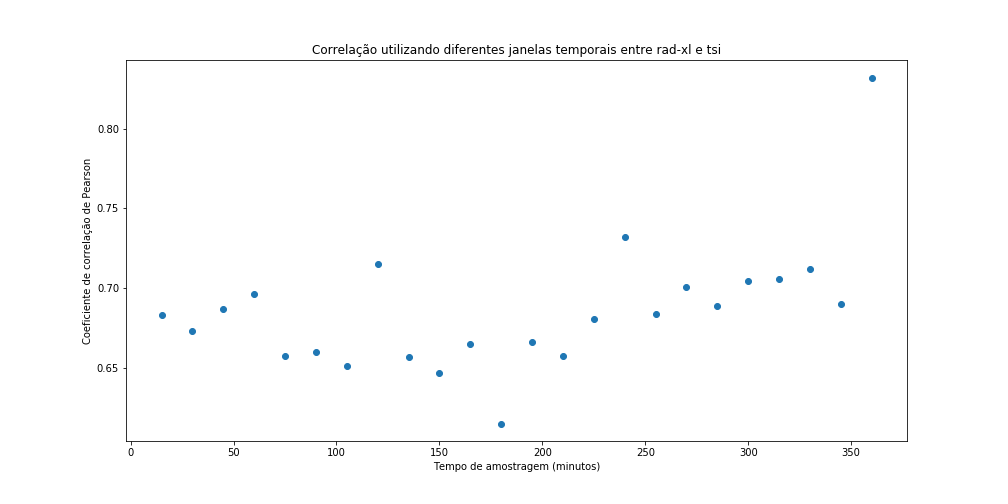 Correlação utilizando diferentes janelas temporais entre rad-xl e tsi
Coeficiente de correlação de Pearson
0.80
0.75
0.70
0.65
0 50 100 150 200 250 300 350
Tempo de amostragem (minutos)